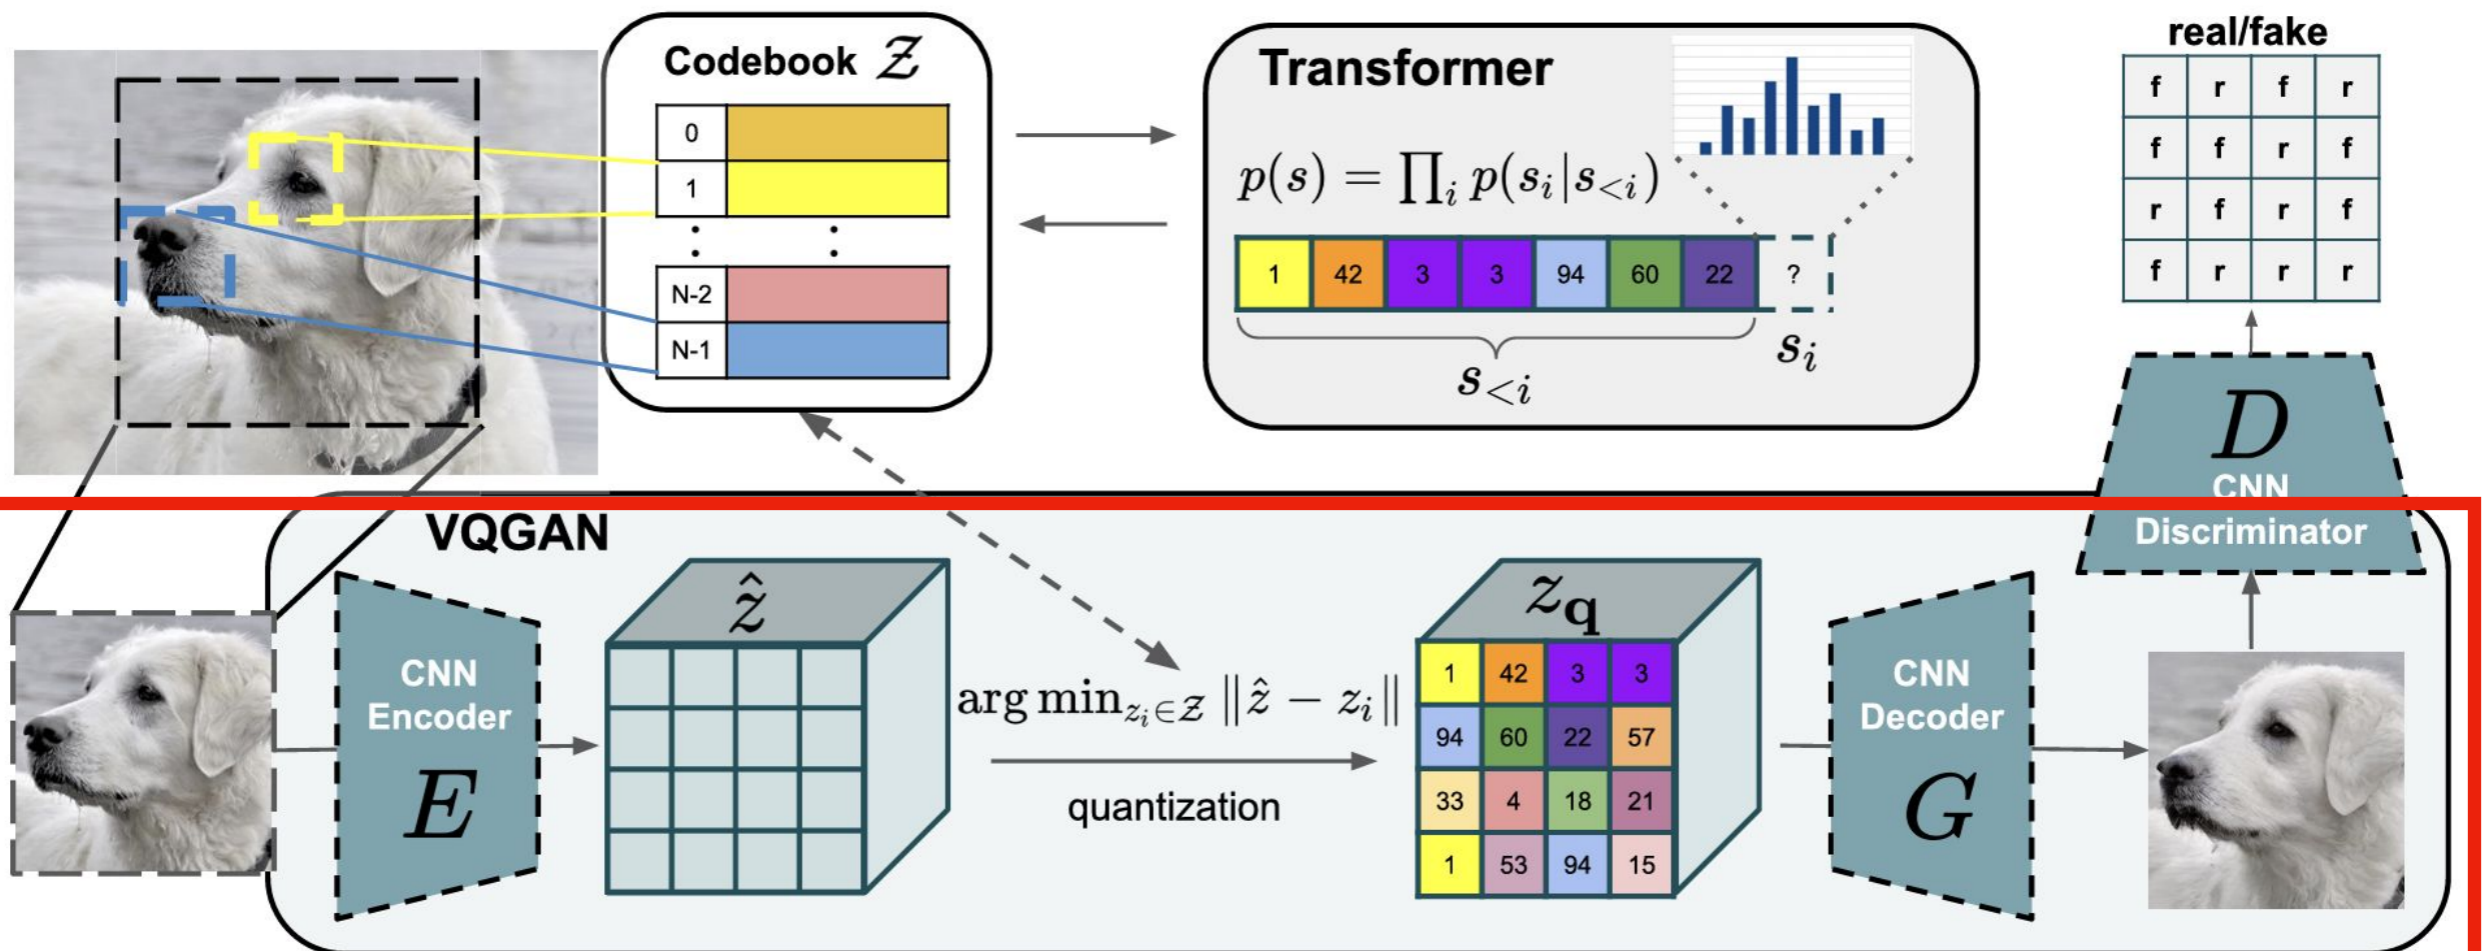 Codebook 𝒵
0
1
N-2
N-1
Transformer
p(s) = ∏ᵢ p(sᵢ|s<ᵢ)
1 42 3 3 94 60 22 ?
s<ᵢ
sᵢ
real/fake
f r f r
f f r f
r f r f
f r r r
D
CNN
Discriminator
VQGAN
CNN
Encoder
E
ẑ
arg min_{zᵢ∈𝒵} ‖ẑ − zᵢ‖
quantization
z_q
1 42 3 3
94 60 22 57
33 4 18 21
1 53 94 15
CNN
Decoder
G